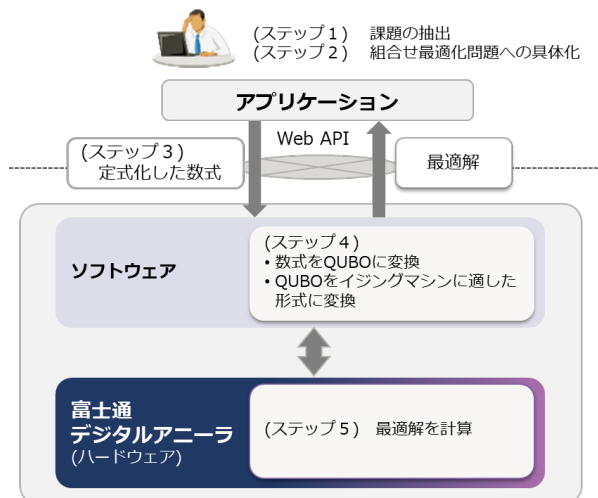 (ステップ１) 課題の抽出
(ステップ２) 組合せ最適化問題への具体化
アプリケーション
Web API
(ステップ３)
定式化した数式
最適解
ソフトウェア
(ステップ４)
• 数式をQUBOに変換
• QUBOをイジングマシンに適した
形式に変換
富士通
デジタルアニーラ
(ハードウェア)
(ステップ５) 最適解を計算